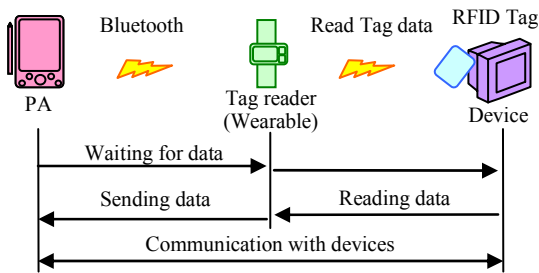 Bluetooth
Read Tag data
RFID Tag
PA
Tag reader
(Wearable)
Device
Waiting for data
Sending data
Reading data
Communication with devices